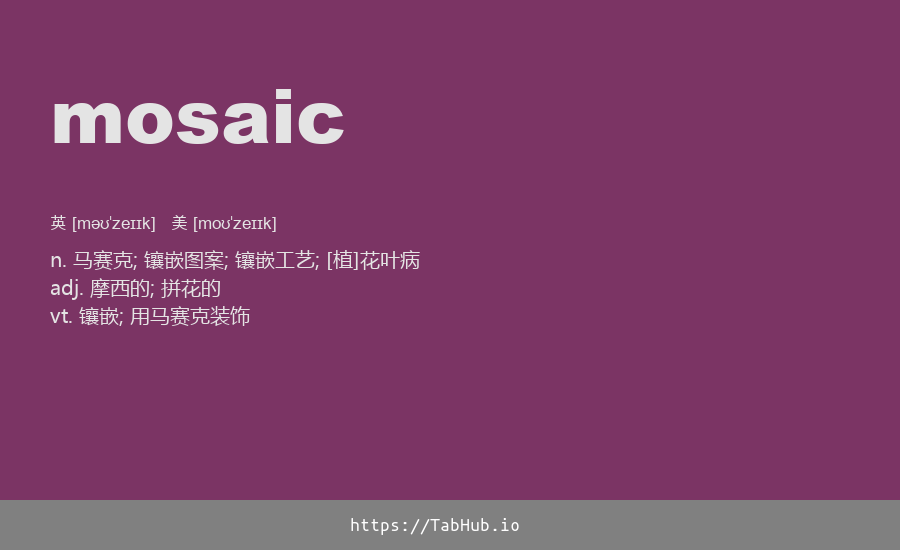 mosaic
英 [məʊˈzeɪɪk] 美 [moʊˈzeɪɪk]
n. 马赛克; 镶嵌图案; 镶嵌工艺; [植]花叶病
adj. 摩西的; 拼花的
vt. 镶嵌; 用马赛克装饰
https://TabHub.io